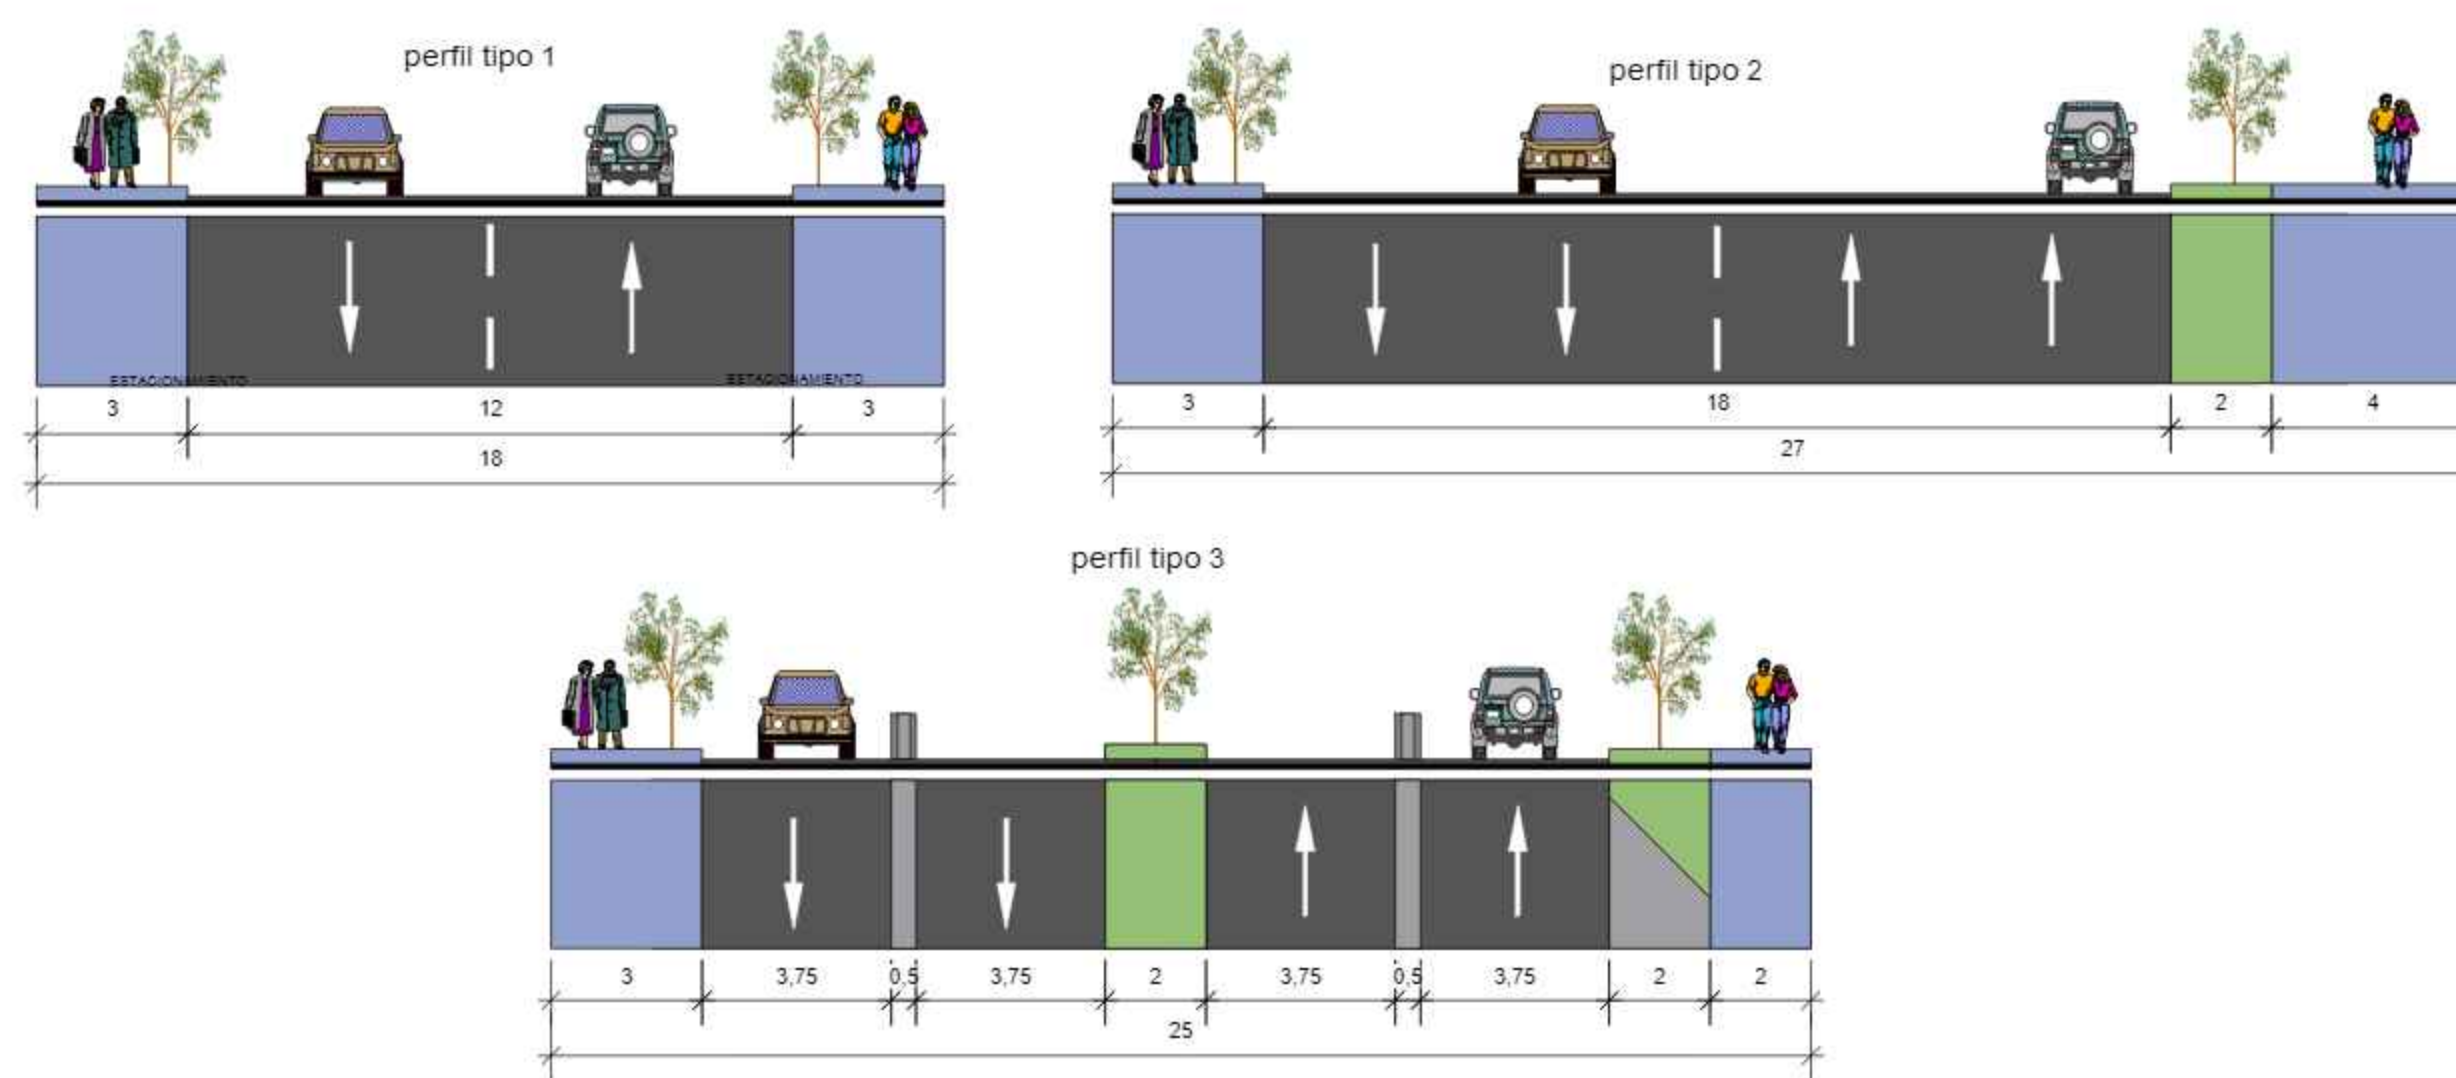 perfil tipo 1
ESTACIONAMIENTO ESTACIONAMIENTO
3 12 3
18
perfil tipo 2
3 18 2 4
27
perfil tipo 3
3 3,75 0,5 3,75 2 3,75 0,5 3,75 2 2
25